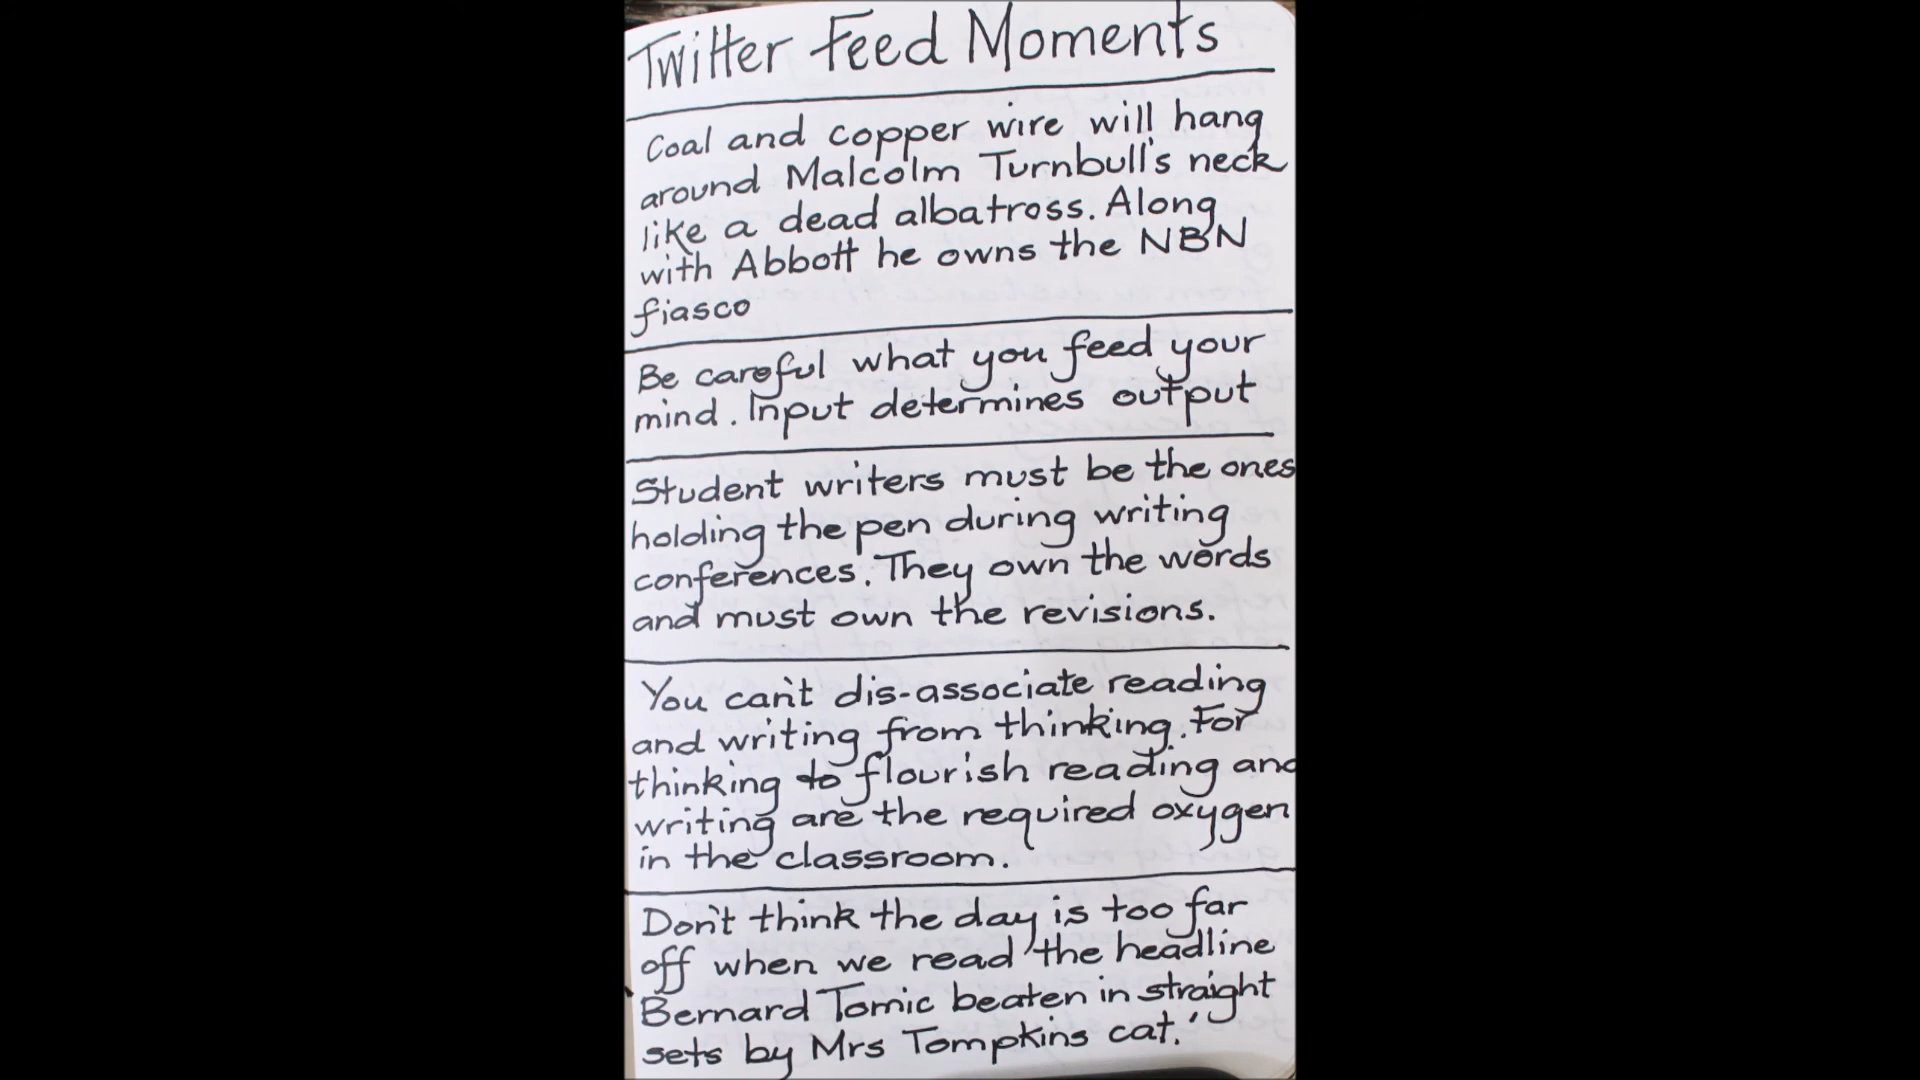 Twitter Feed Moments
Coal and copper wire will hang
around Malcolm Turnbull's neck
like a dead albatross. Along
with Abbott he owns the NBN
fiasco
Be careful what you feed your
mind. Input determines output
Student writers must be the ones
holding the pen during writing
conferences. They own the words
and must own the revisions.
You can't dis-associate reading
and writing from thinking. For
thinking to flourish reading and
writing are the required oxygen
in the classroom.
Don't think the day is too far
off when we read 'the headline
Bernard Tomic beaten in straight
sets by Mrs Tompkins cat.'